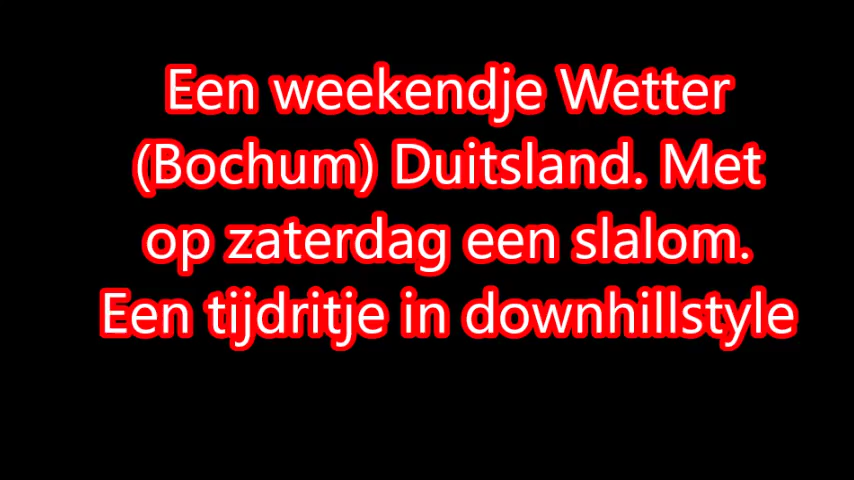 Een weekendje Wetter
(Bochum) Duitsland. Met
op zaterdag een slalom.
Een tijdritje in downhillstyle